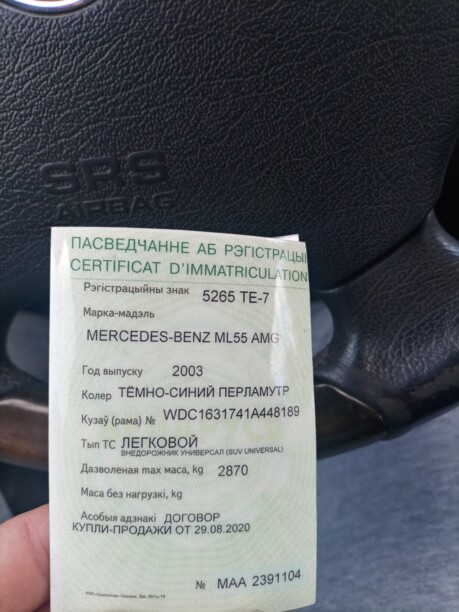 SRS
AIRBAG
ПАСВЕДЧАННЕ АБ РЭГІСТРАЦЫІ
CERTIFICAT D'IMMATRICULATION
Рэгістрацыйны знак 5265 TE-7
Марка-мадэль
MERCEDES-BENZ ML55 AMG
Год выпуску 2003
Колер ТЁМНО-СИНИЙ ПЕРЛАМУТР
Кузаў (рама) № WDC1631741A448189
Тып ТС ЛЕГКОВОЙ
ВНЕДОРОЖНИК УНИВЕРСАЛ (SUV UNIVERSAL)
Дазволеная max маса, kg 2870
Маса без нагрузкі, kg
Асобыя адзнакі ДОГОВОР
КУПЛИ-ПРОДАЖИ ОТ 29.08.2020
№ МАА 2391104